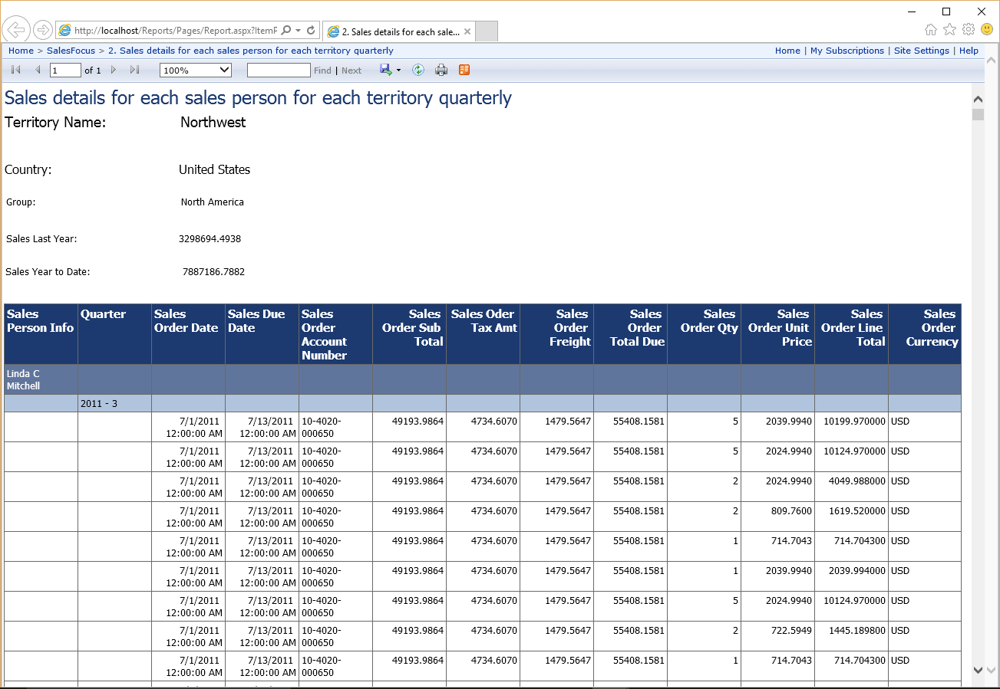 http://localhost/Reports/Pages/Report.aspx?ItemP
2. Sales details for each sale...
Home > SalesFocus > 2. Sales details for each sales person for each territory quarterly
Home | My Subscriptions | Site Settings | Help
1 of 1 100% Find | Next
Sales details for each sales person for each territory quarterly
Territory Name: Northwest
Country: United States
Group: North America
Sales Last Year: 3298694.4938
Sales Year to Date: 7887186.7882
Sales Person Info Quarter Sales Order Date Sales Due Date Sales Order Account Number Sales Order Sub Total Sales Oder Tax Amt Sales Order Freight Sales Order Total Due Sales Order Qty Sales Order Unit Price Sales Order Line Total Sales Order Currency
Linda C
Mitchell
2011 - 3
7/1/2011 7/13/2011 10-4020- 49193.9864 4734.6070 1479.5647 55408.1581 5 2039.9940 10199.970000 USD
12:00:00 AM 12:00:00 AM 000650
7/1/2011 7/13/2011 10-4020- 49193.9864 4734.6070 1479.5647 55408.1581 5 2024.9940 10124.970000 USD
12:00:00 AM 12:00:00 AM 000650
7/1/2011 7/13/2011 10-4020- 49193.9864 4734.6070 1479.5647 55408.1581 2 2024.9940 4049.988000 USD
12:00:00 AM 12:00:00 AM 000650
7/1/2011 7/13/2011 10-4020- 49193.9864 4734.6070 1479.5647 55408.1581 2 809.7600 1619.520000 USD
12:00:00 AM 12:00:00 AM 000650
7/1/2011 7/13/2011 10-4020- 49193.9864 4734.6070 1479.5647 55408.1581 1 714.7043 714.704300 USD
12:00:00 AM 12:00:00 AM 000650
7/1/2011 7/13/2011 10-4020- 49193.9864 4734.6070 1479.5647 55408.1581 1 2039.9940 2039.994000 USD
12:00:00 AM 12:00:00 AM 000650
7/1/2011 7/13/2011 10-4020- 49193.9864 4734.6070 1479.5647 55408.1581 5 2024.9940 10124.970000 USD
12:00:00 AM 12:00:00 AM 000650
7/1/2011 7/13/2011 10-4020- 49193.9864 4734.6070 1479.5647 55408.1581 2 722.5949 1445.189800 USD
12:00:00 AM 12:00:00 AM 000650
7/1/2011 7/13/2011 10-4020- 49193.9864 4734.6070 1479.5647 55408.1581 1 714.7043 714.704300 USD
12:00:00 AM 12:00:00 AM 000650